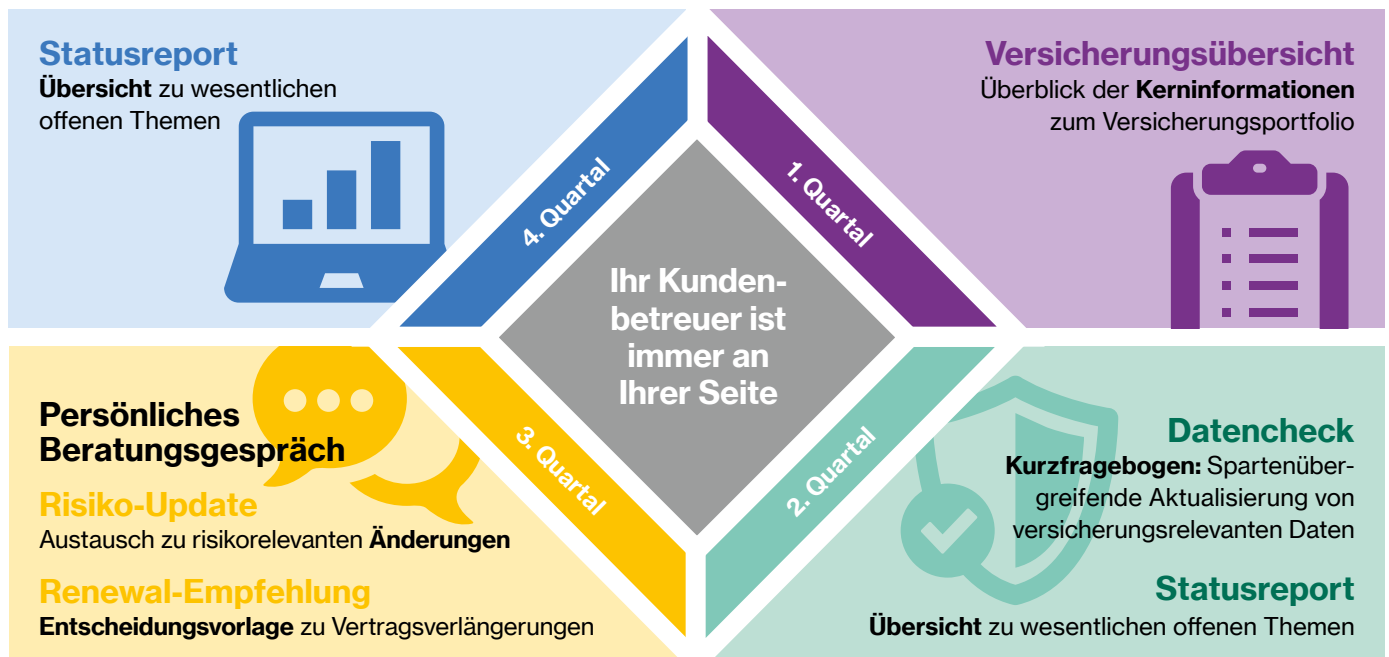 Statusreport
Übersicht zu wesentlichen
offenen Themen
4. Quartal
Versicherungsübersicht
Überblick der Kerninformationen
zum Versicherungsportfolio
1. Quartal
Ihr Kunden-
betreuer ist
immer an
Ihrer Seite
Persönliches
Beratungsgespräch
Risiko-Update
Austausch zu risikorelevanten Änderungen
Renewal-Empfehlung
Entscheidungsvorlage zu Vertragsverlängerungen
3. Quartal
2. Quartal
Datencheck
Kurzfragebogen: Spartenüber-
greifende Aktualisierung von
versicherungsrelevanten Daten
Statusreport
Übersicht zu wesentlichen offenen Themen